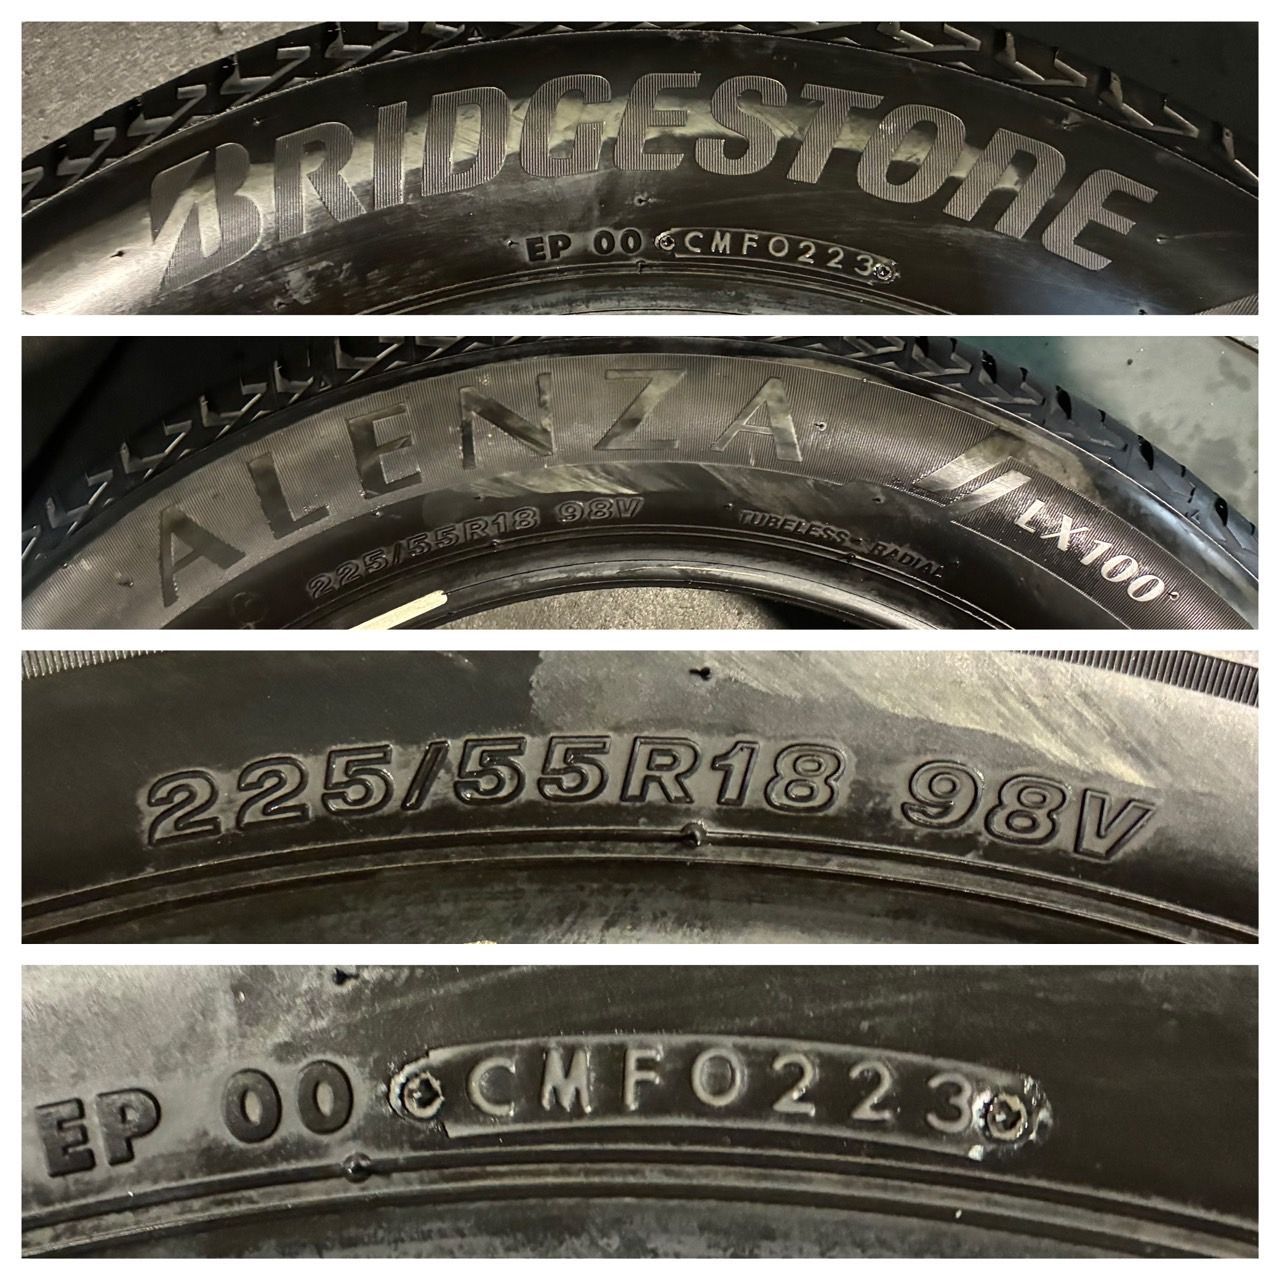 BRIDGESTONE
EP 00 CMF0223
ALENZA LX100
225/55R18 98V TUBELESS - RADIAL
225/55R18 98V
EP 00 CMF0223